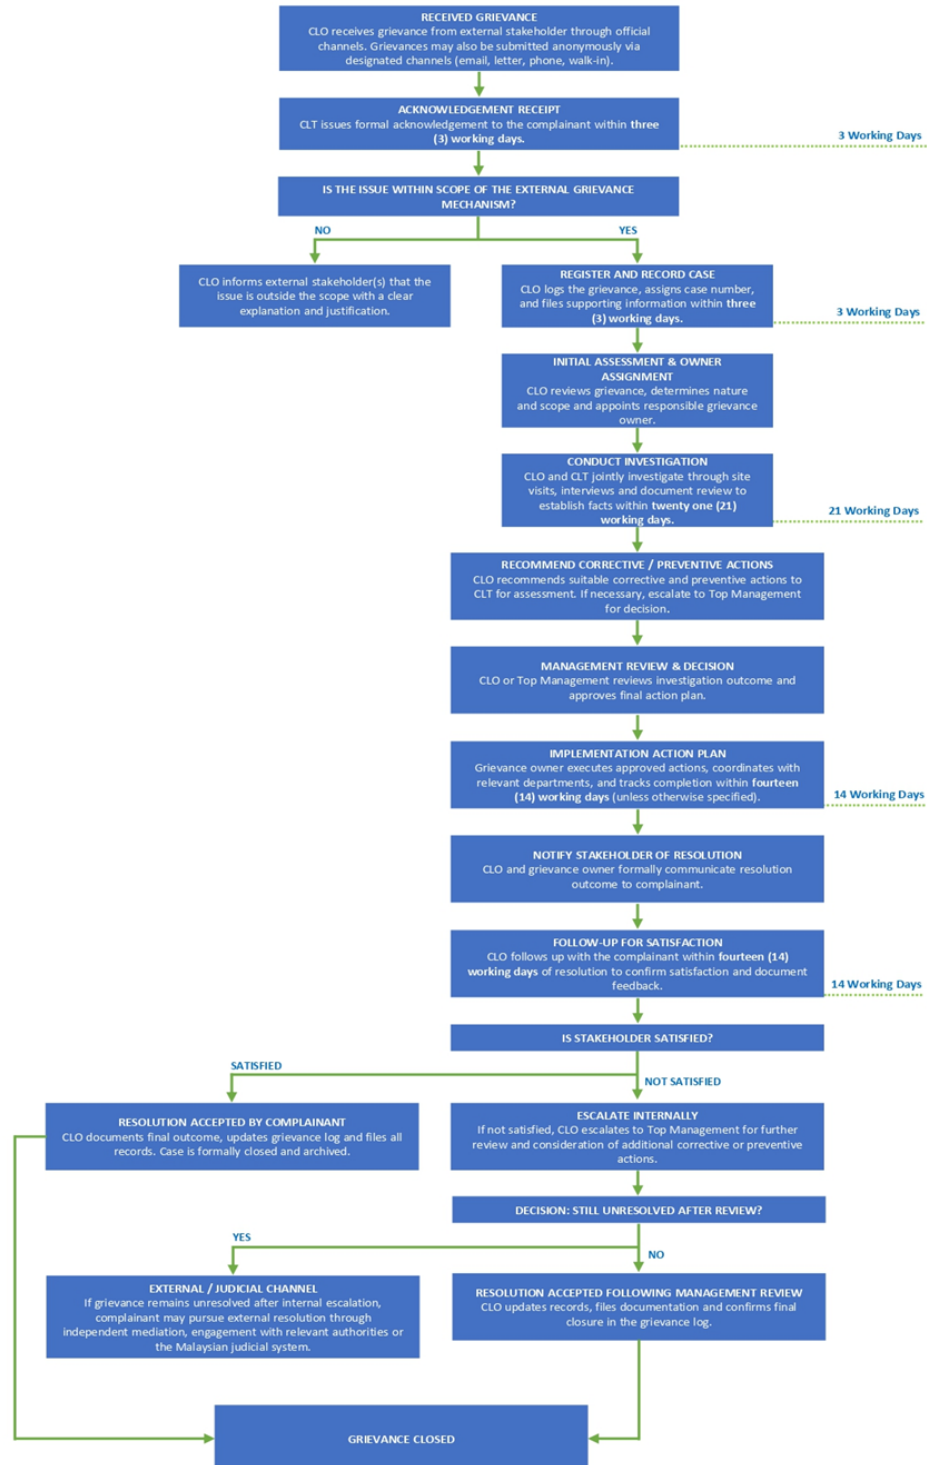 RECEIVED GRIEVANCE
CLO receives grievance from external stakeholder through official
channels. Grievances may also be submitted anonymously via
designated channels (email, letter, phone, walk-in).
ACKNOWLEDGEMENT RECEIPT
CLT issues formal acknowledgement to the complainant within three
(3) working days.
3 Working Days
IS THE ISSUE WITHIN SCOPE OF THE EXTERNAL GRIEVANCE
MECHANISM?
NO
YES
CLO informs external stakeholder(s) that the
issue is outside the scope with a clear
explanation and justification.
REGISTER AND RECORD CASE
CLO logs the grievance, assigns case number,
and files supporting information within three
(3) working days.
3 Working Days
INITIAL ASSESSMENT & OWNER
ASSIGNMENT
CLO reviews grievance, determines nature
and scope and appoints responsible grievance
owner.
CONDUCT INVESTIGATION
CLO and CLT jointly investigate through site
visits, interviews and document review to
establish facts within twenty one (21)
working days.
21 Working Days
RECOMMEND CORRECTIVE / PREVENTIVE ACTIONS
CLO recommends suitable corrective and preventive actions to
CLT for assessment. If necessary, escalate to Top Management
for decision.
MANAGEMENT REVIEW & DECISION
CLO or Top Management reviews investigation outcome and
approves final action plan.
IMPLEMENTATION ACTION PLAN
Grievance owner executes approved actions, coordinates with
relevant departments, and tracks completion within fourteen
(14) working days (unless otherwise specified).
14 Working Days
NOTIFY STAKEHOLDER OF RESOLUTION
CLO and grievance owner formally communicate resolution
outcome to complainant.
FOLLOW-UP FOR SATISFACTION
CLO follows up with the complainant within fourteen (14)
working days of resolution to confirm satisfaction and document
feedback.
14 Working Days
IS STAKEHOLDER SATISFIED?
SATISFIED
NOT SATISFIED
RESOLUTION ACCEPTED BY COMPLAINANT
CLO documents final outcome, updates grievance log and files all
records. Case is formally closed and archived.
ESCALATE INTERNALLY
If not satisfied, CLO escalates to Top Management for further
review and consideration of additional corrective or preventive
actions.
DECISION: STILL UNRESOLVED AFTER REVIEW?
YES
NO
EXTERNAL / JUDICIAL CHANNEL
If grievance remains unresolved after internal escalation,
complainant may pursue external resolution through
independent mediation, engagement with relevant authorities or
the Malaysian judicial system.
RESOLUTION ACCEPTED FOLLOWING MANAGEMENT REVIEW
CLO updates records, files documentation and confirms final
closure in the grievance log.
GRIEVANCE CLOSED